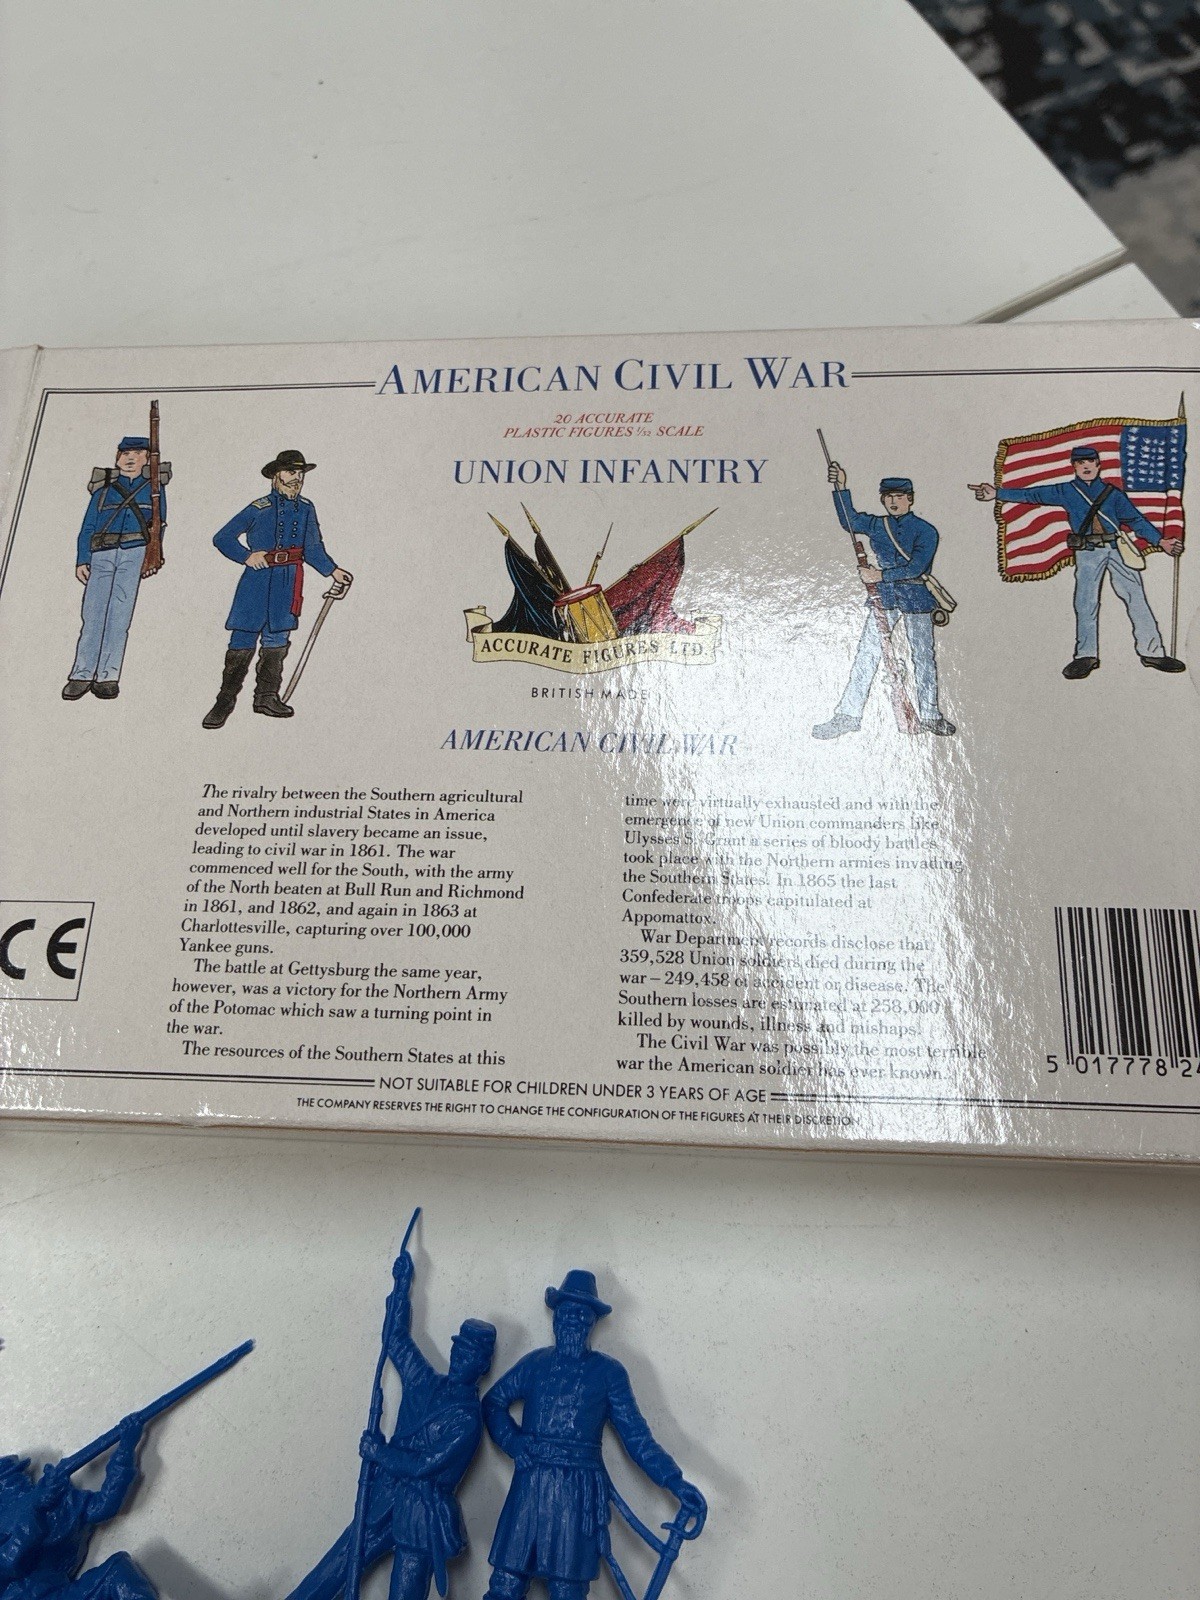 AMERICAN CIVIL WAR
20 ACCURATE
PLASTIC FIGURES 1/32 SCALE
UNION INFANTRY
ACCURATE FIGURES LTD.
BRITISH MADE
AMERICAN CIVIL WAR
The rivalry between the Southern agricultural
and Northern industrial States in America
developed until slavery became an issue,
leading to civil war in 1861. The war
commenced well for the South, with the army
of the North beaten at Bull Run and Richmond
in 1861, and 1862, and again in 1863 at
Charlottesville, capturing over 100,000
Yankee guns.
The battle at Gettysburg the same year,
however, was a victory for the Northern Army
of the Potomac which saw a turning point in
the war.
The resources of the Southern States at this
time were virtually exhausted and with the
emergence of new Union commanders like
Ulysses S. Grant a series of bloody battles
took place with the Northern armies invading
the Southern States. In 1865 the last
Confederate troops capitulated at
Appomattox.
War Department records disclose that
359,528 Union soldiers died during the
war – 249,458 of accident or disease. The
Southern losses are estimated at 258,000
killed by wounds, illness and mishaps.
The Civil War was possibly the most terrible
war the American soldier has ever known.
CE
5 017778 24
NOT SUITABLE FOR CHILDREN UNDER 3 YEARS OF AGE
THE COMPANY RESERVES THE RIGHT TO CHANGE THE CONFIGURATION OF THE FIGURES AT THEIR DISCRETION